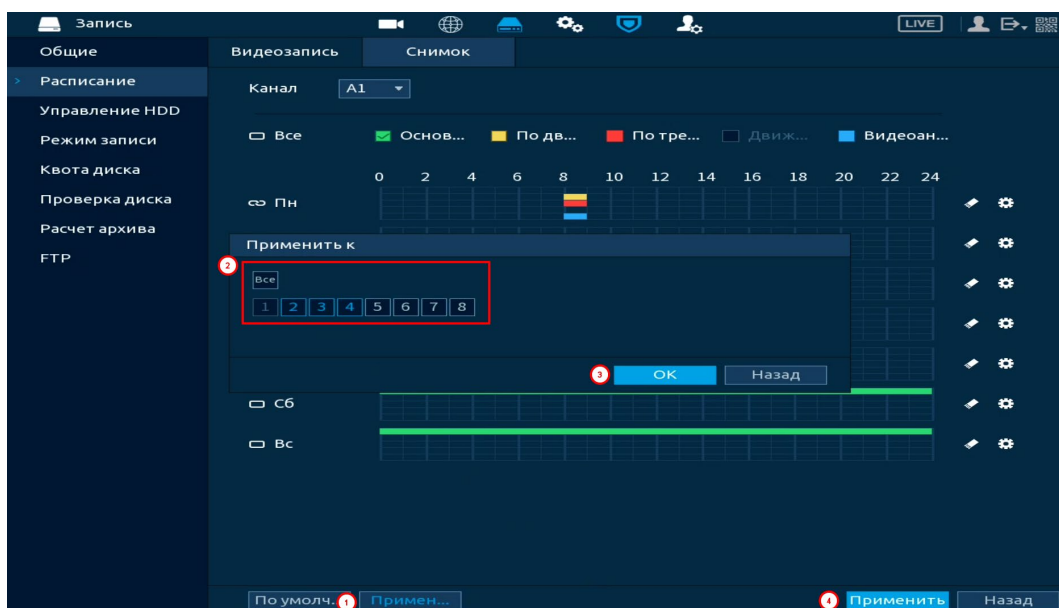 Запись LIVE
Общие Видеозапись Снимок
Расписание Канал A1
Управление HDD
Режим записи Все Основ... По дв... По тре... Движ... Видеоан...
Квота диска 0 2 4 6 8 10 12 14 16 18 20 22 24
Проверка диска Пн
Расчет архива
FTP
Применить к
2
Все
1 2 3 4 5 6 7 8
3 OK Назад
Сб
Вс
По умолч. 1 Примен... 4 Применить Назад